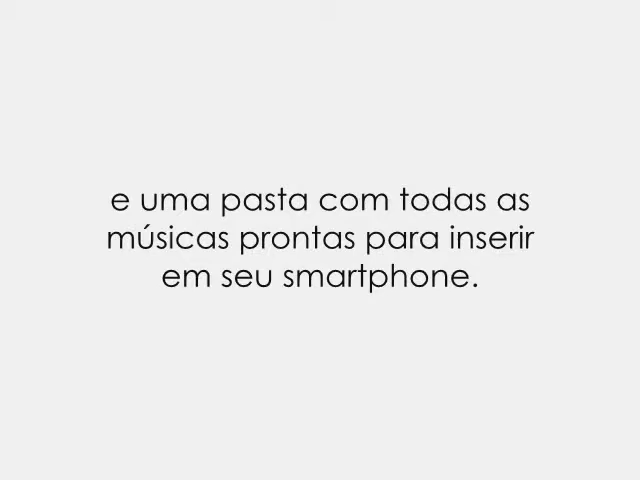 e uma pasta com todas as
músicas prontas para inserir
em seu smartphone.